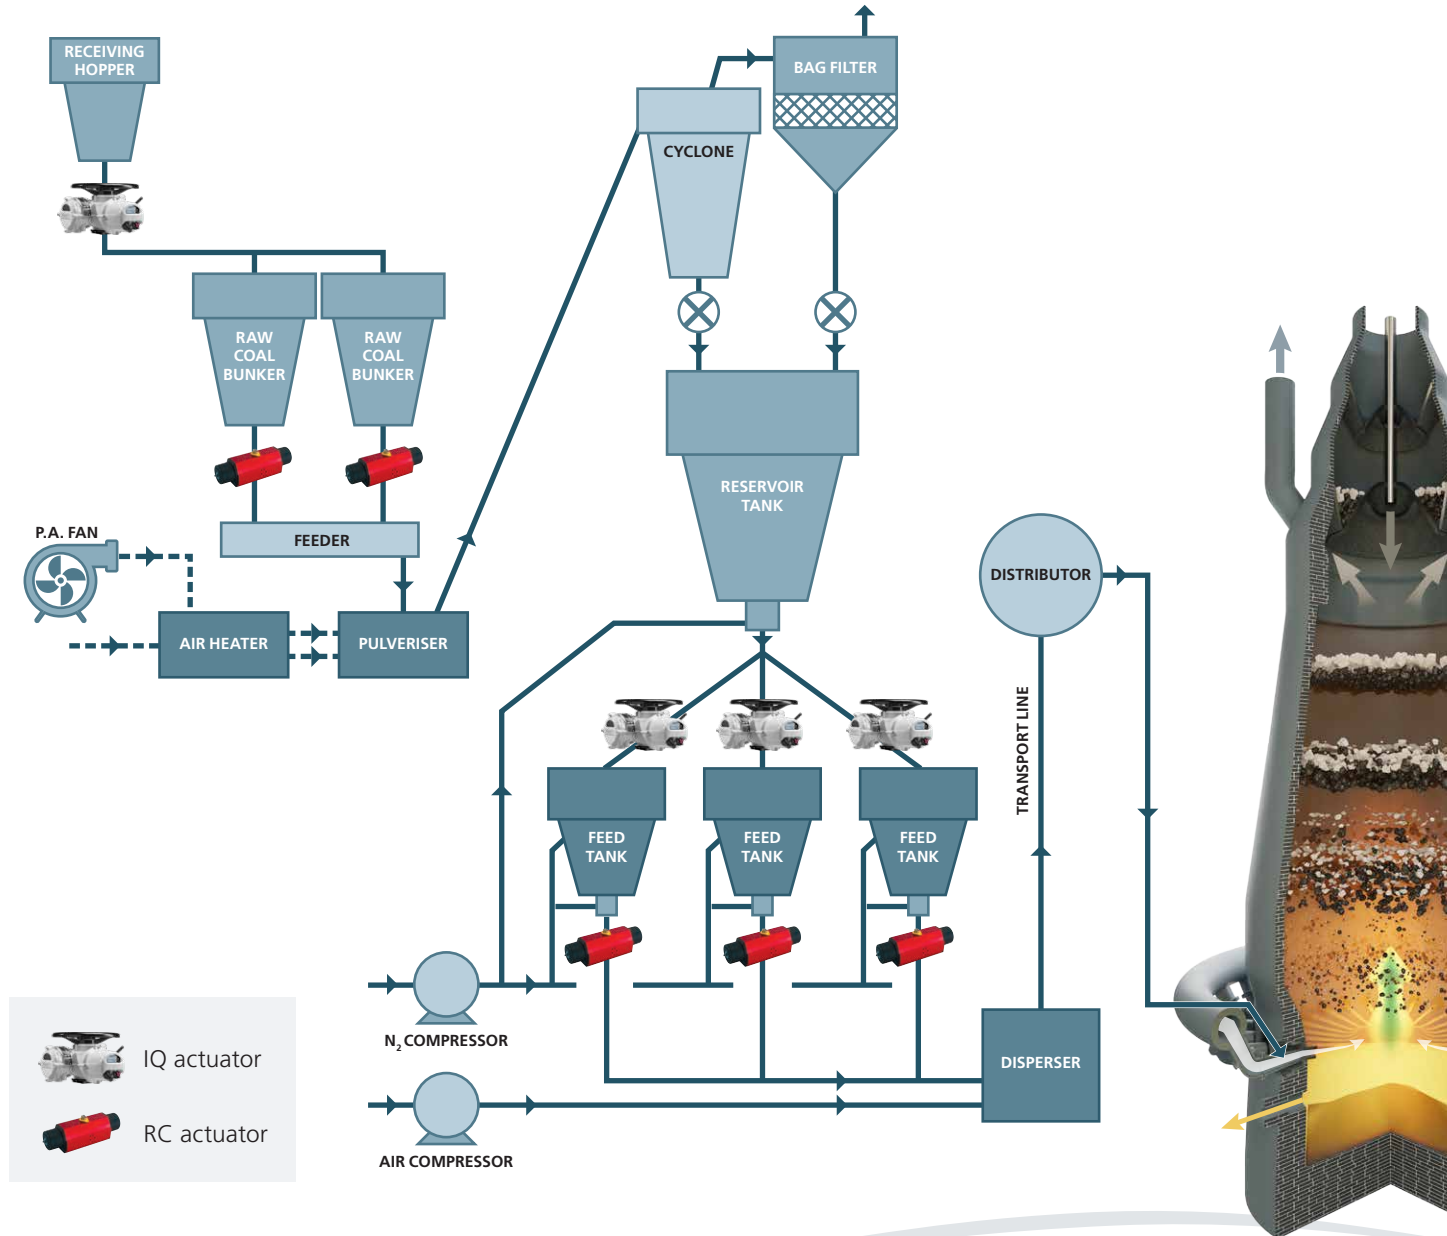 RECEIVING
HOPPER
BAG FILTER
CYCLONE
RAW
COAL
BUNKER
RAW
COAL
BUNKER
RESERVOIR
TANK
P.A. FAN
FEEDER
DISTRIBUTOR
AIR HEATER
PULVERISER
TRANSPORT LINE
FEED
TANK
FEED
TANK
FEED
TANK
N₂ COMPRESSOR
IQ actuator
DISPERSER
RC actuator
AIR COMPRESSOR